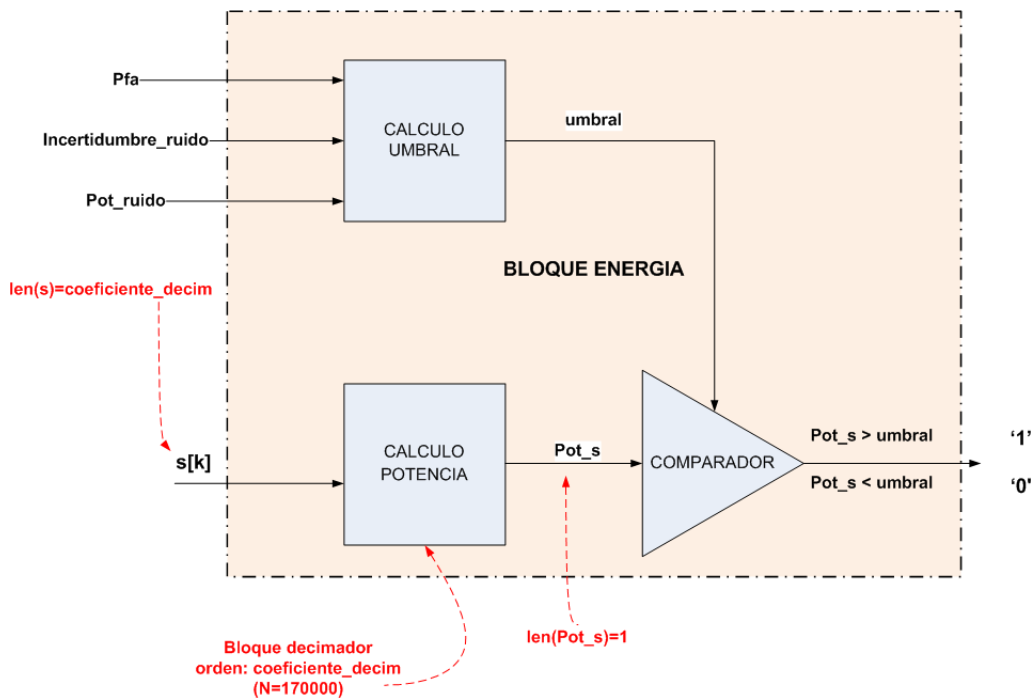 Pfa
Incertidumbre_ruido
Pot_ruido
CALCULO
UMBRAL
umbral
BLOQUE ENERGIA
len(s)=coeficiente_decim
s[k]
CALCULO
POTENCIA
Pot_s
COMPARADOR
Pot_s > umbral
‘1’
Pot_s < umbral
‘0'
len(Pot_s)=1
Bloque decimador
orden: coeficiente_decim
(N=170000)